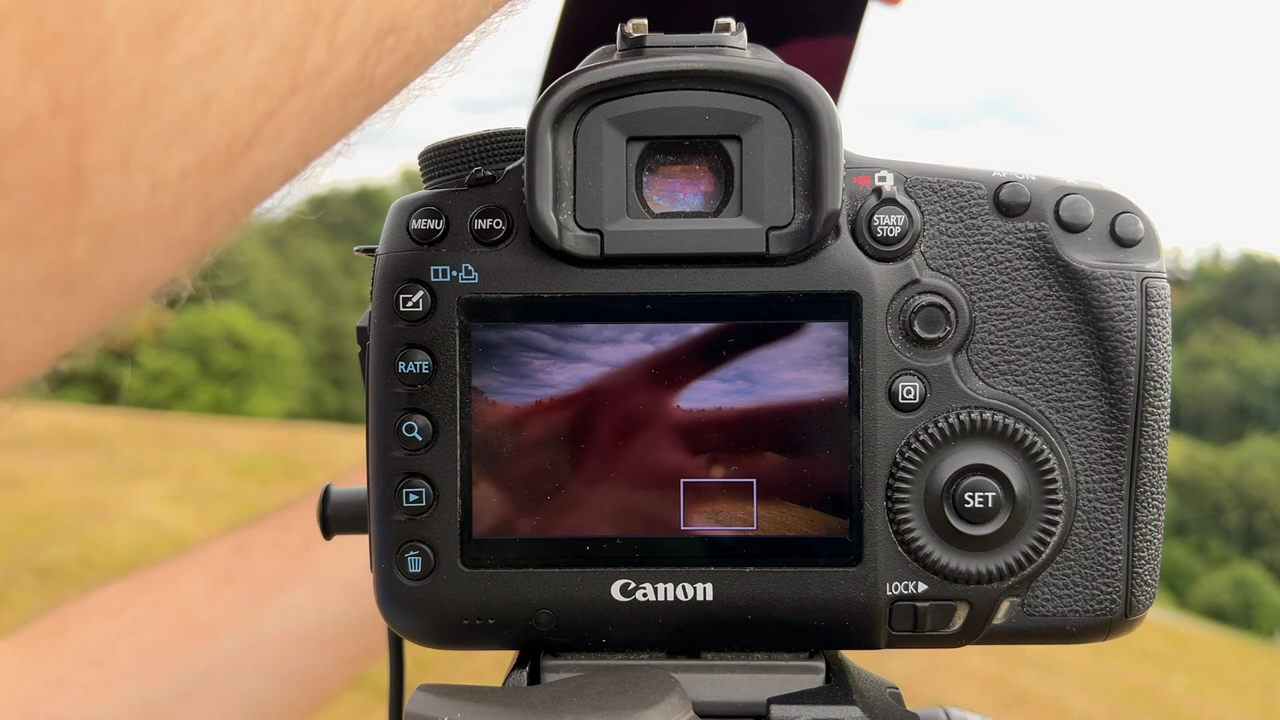 AF-ON
MENU
INFO.
START/
STOP
RATE
Q
SET
Canon
LOCK